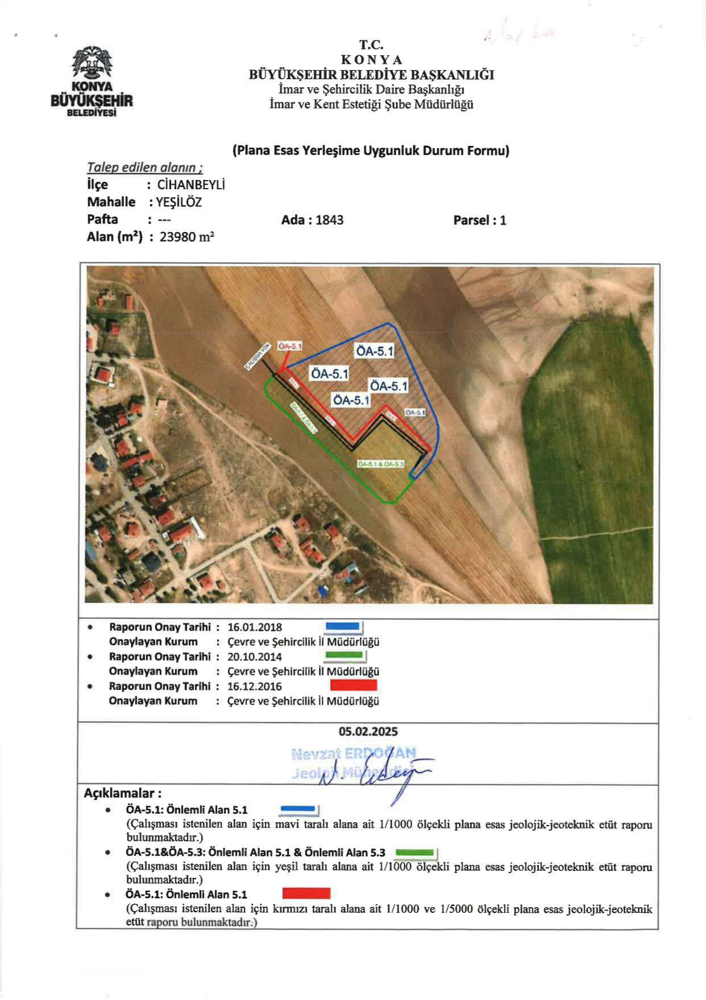 T.C.
KONYA
BÜYÜKŞEHİR BELEDİYE BAŞKANLIĞI
İmar ve Şehircilik Daire Başkanlığı
İmar ve Kent Estetiği Şube Müdürlüğü
KONYA
BÜYÜKŞEHİR
BELEDİYESİ
(Plana Esas Yerleşime Uygunluk Durum Formu)
Talep edilen alanın ;
İlçe : CİHANBEYLİ
Mahalle : YEŞİLÖZ
Pafta : --- Ada : 1843 Parsel : 1
Alan (m²) : 23980 m²
ÇALIŞMA YOK
ÖA-5.1
ÖA-5.1
ÖA-5.1
ÖA-5.1
ÖA-5.1
ÖA-5.1
ÖA-5.1 & ÖA-5.3
ÖA-5.1 & ÖA-5.3
• Raporun Onay Tarihi : 16.01.2018
Onaylayan Kurum : Çevre ve Şehircilik İl Müdürlüğü
• Raporun Onay Tarihi : 20.10.2014
Onaylayan Kurum : Çevre ve Şehircilik İl Müdürlüğü
• Raporun Onay Tarihi : 16.12.2016
Onaylayan Kurum : Çevre ve Şehircilik İl Müdürlüğü
05.02.2025
Nevzat ERDOĞAN
Jeoloji Mühendisi
Açıklamalar :
• ÖA-5.1: Önlemli Alan 5.1
(Çalışması istenilen alan için mavi taralı alana ait 1/1000 ölçekli plana esas jeolojik-jeoteknik etüt raporu
bulunmaktadır.)
• ÖA-5.1&ÖA-5.3: Önlemli Alan 5.1 & Önlemli Alan 5.3
(Çalışması istenilen alan için yeşil taralı alana ait 1/1000 ölçekli plana esas jeolojik-jeoteknik etüt raporu
bulunmaktadır.)
• ÖA-5.1: Önlemli Alan 5.1
(Çalışması istenilen alan için kırmızı taralı alana ait 1/1000 ve 1/5000 ölçekli plana esas jeolojik-jeoteknik
etüt raporu bulunmaktadır.)